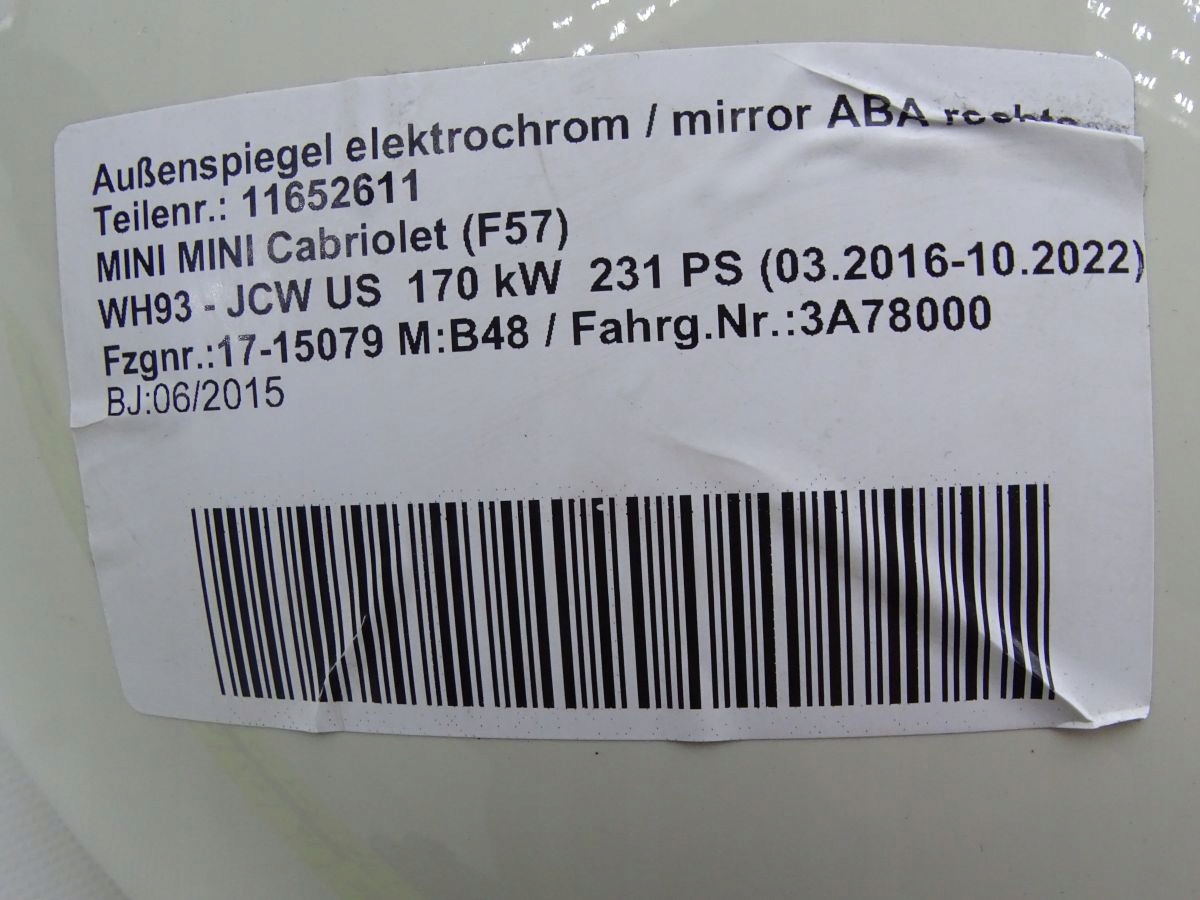 Außenspiegel elektrochrom / mirror ABA rechts
Teilenr.: 11652611
MINI MINI Cabriolet (F57)
WH93 - JCW US 170 kW 231 PS (03.2016-10.2022)
Fzgnr.:17-15079 M:B48 / Fahrg.Nr.:3A78000
BJ:06/2015